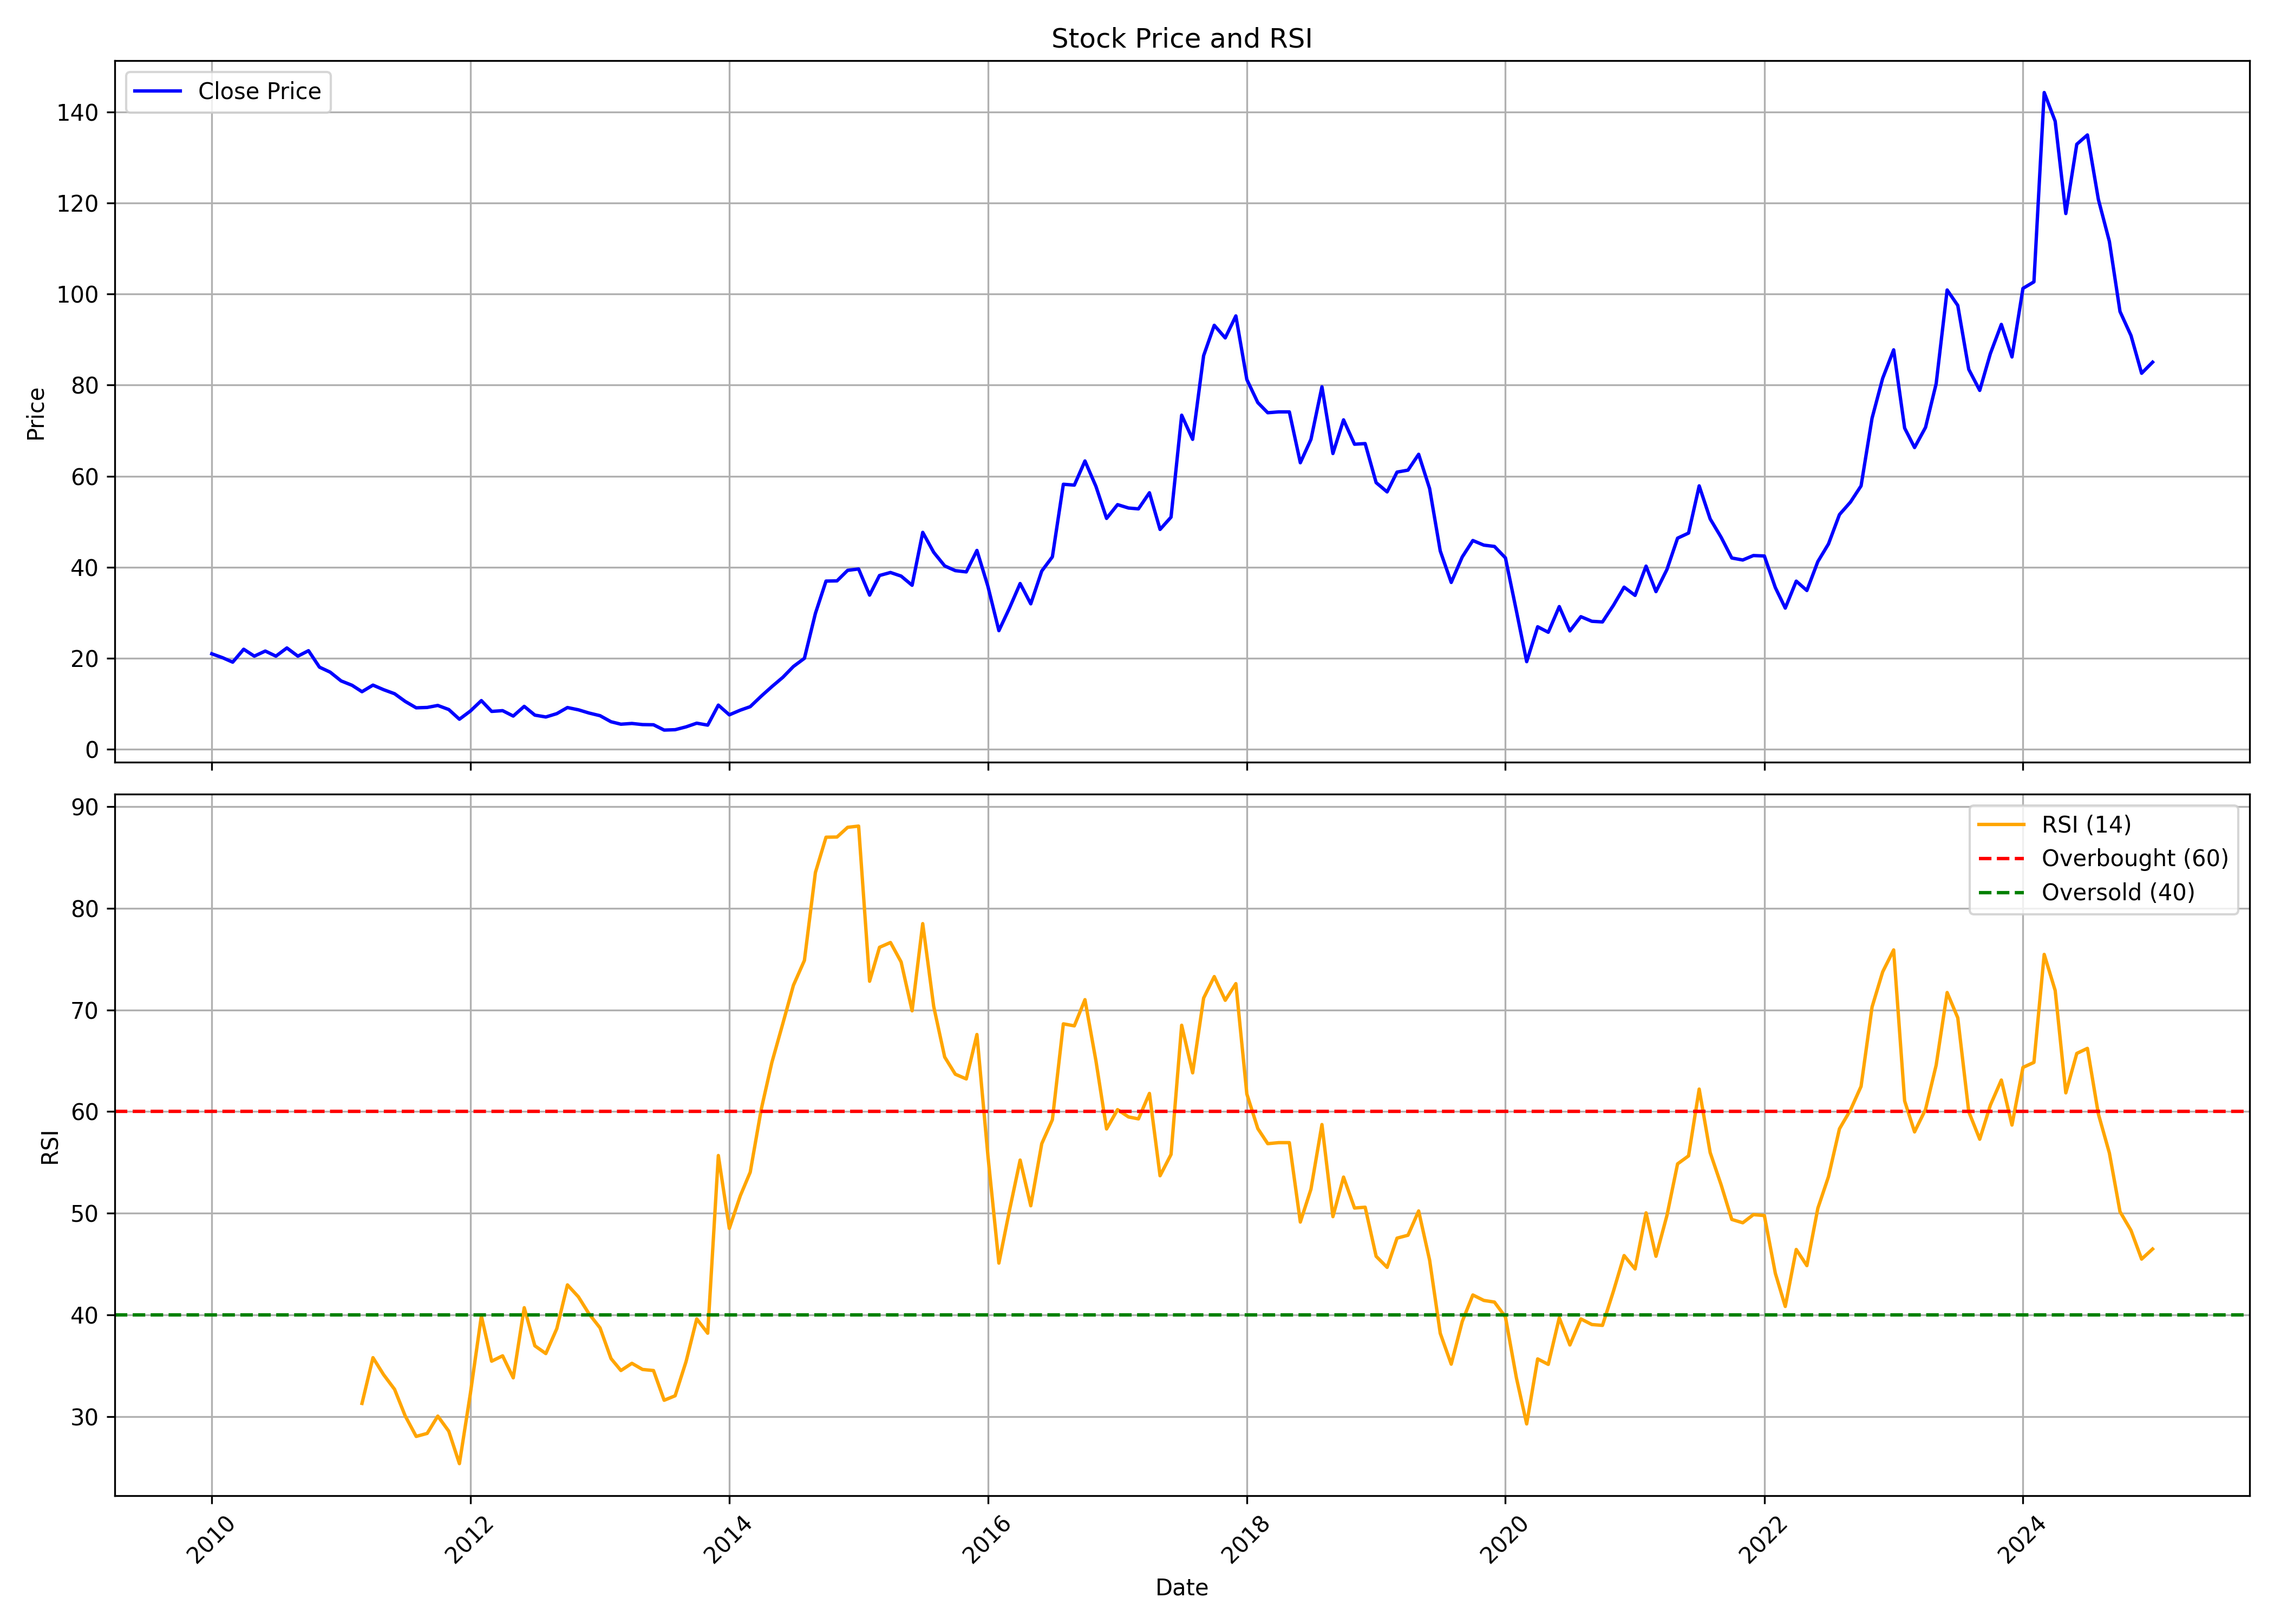 Stock Price and RSI
Close Price
140
120
100
80
60
40
20
0
Price
90
80
70
60
50
40
30
RSI
RSI (14)
Overbought (60)
Oversold (40)
2010
2012
2014
2016
2018
2020
2022
2024
Date